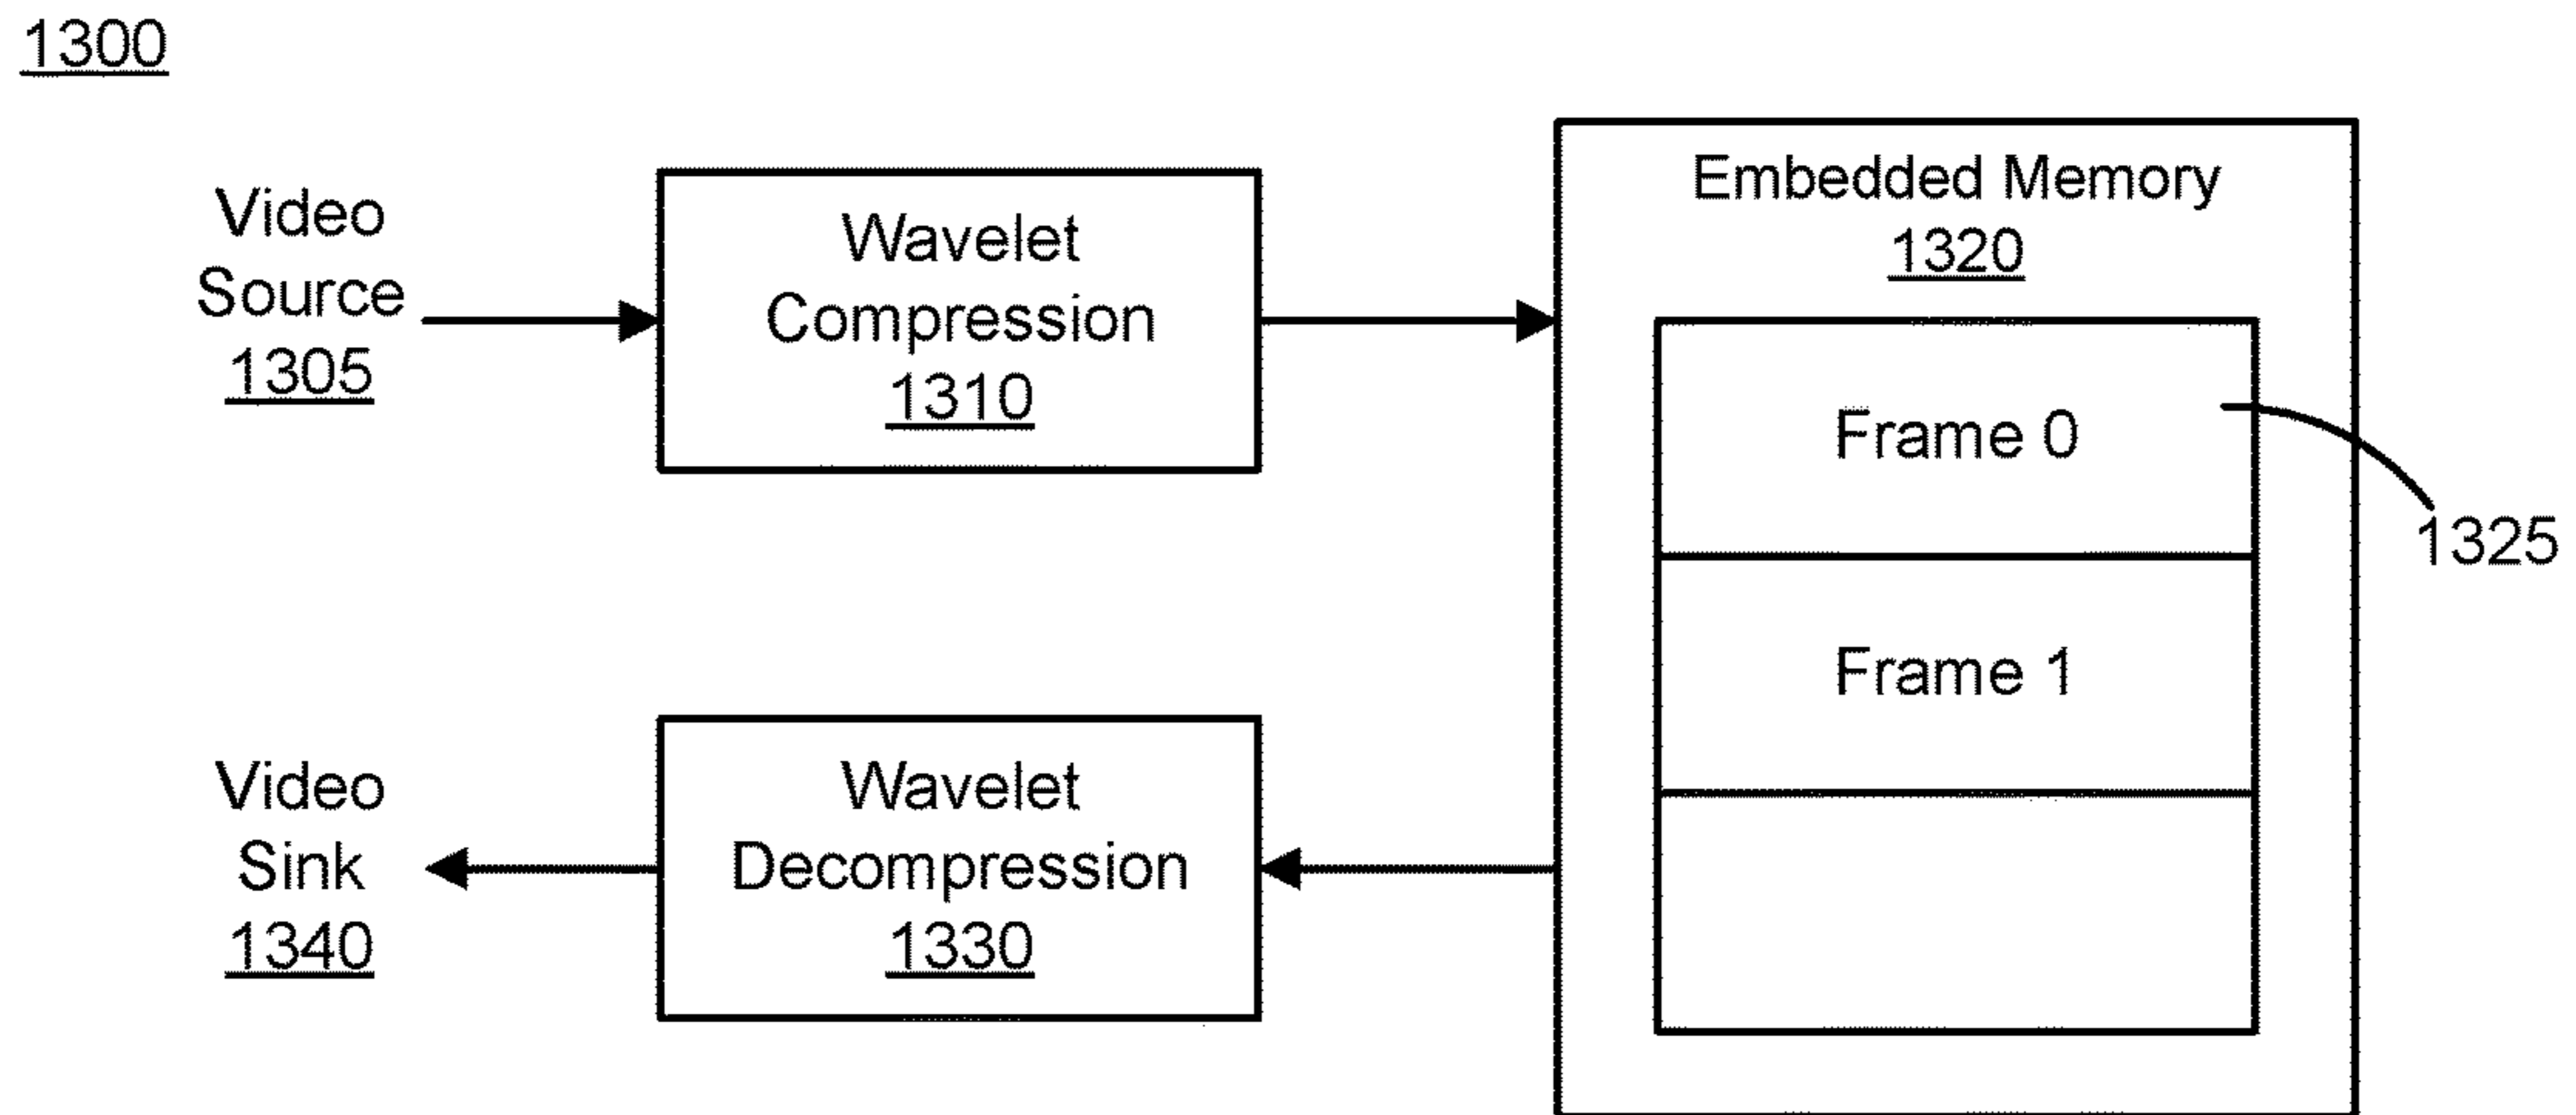 1300
Video
Source
1305
Wavelet
Compression
1310
Embedded Memory
1320
Frame 0
1325
Frame 1
Video
Sink
1340
Wavelet
Decompression
1330